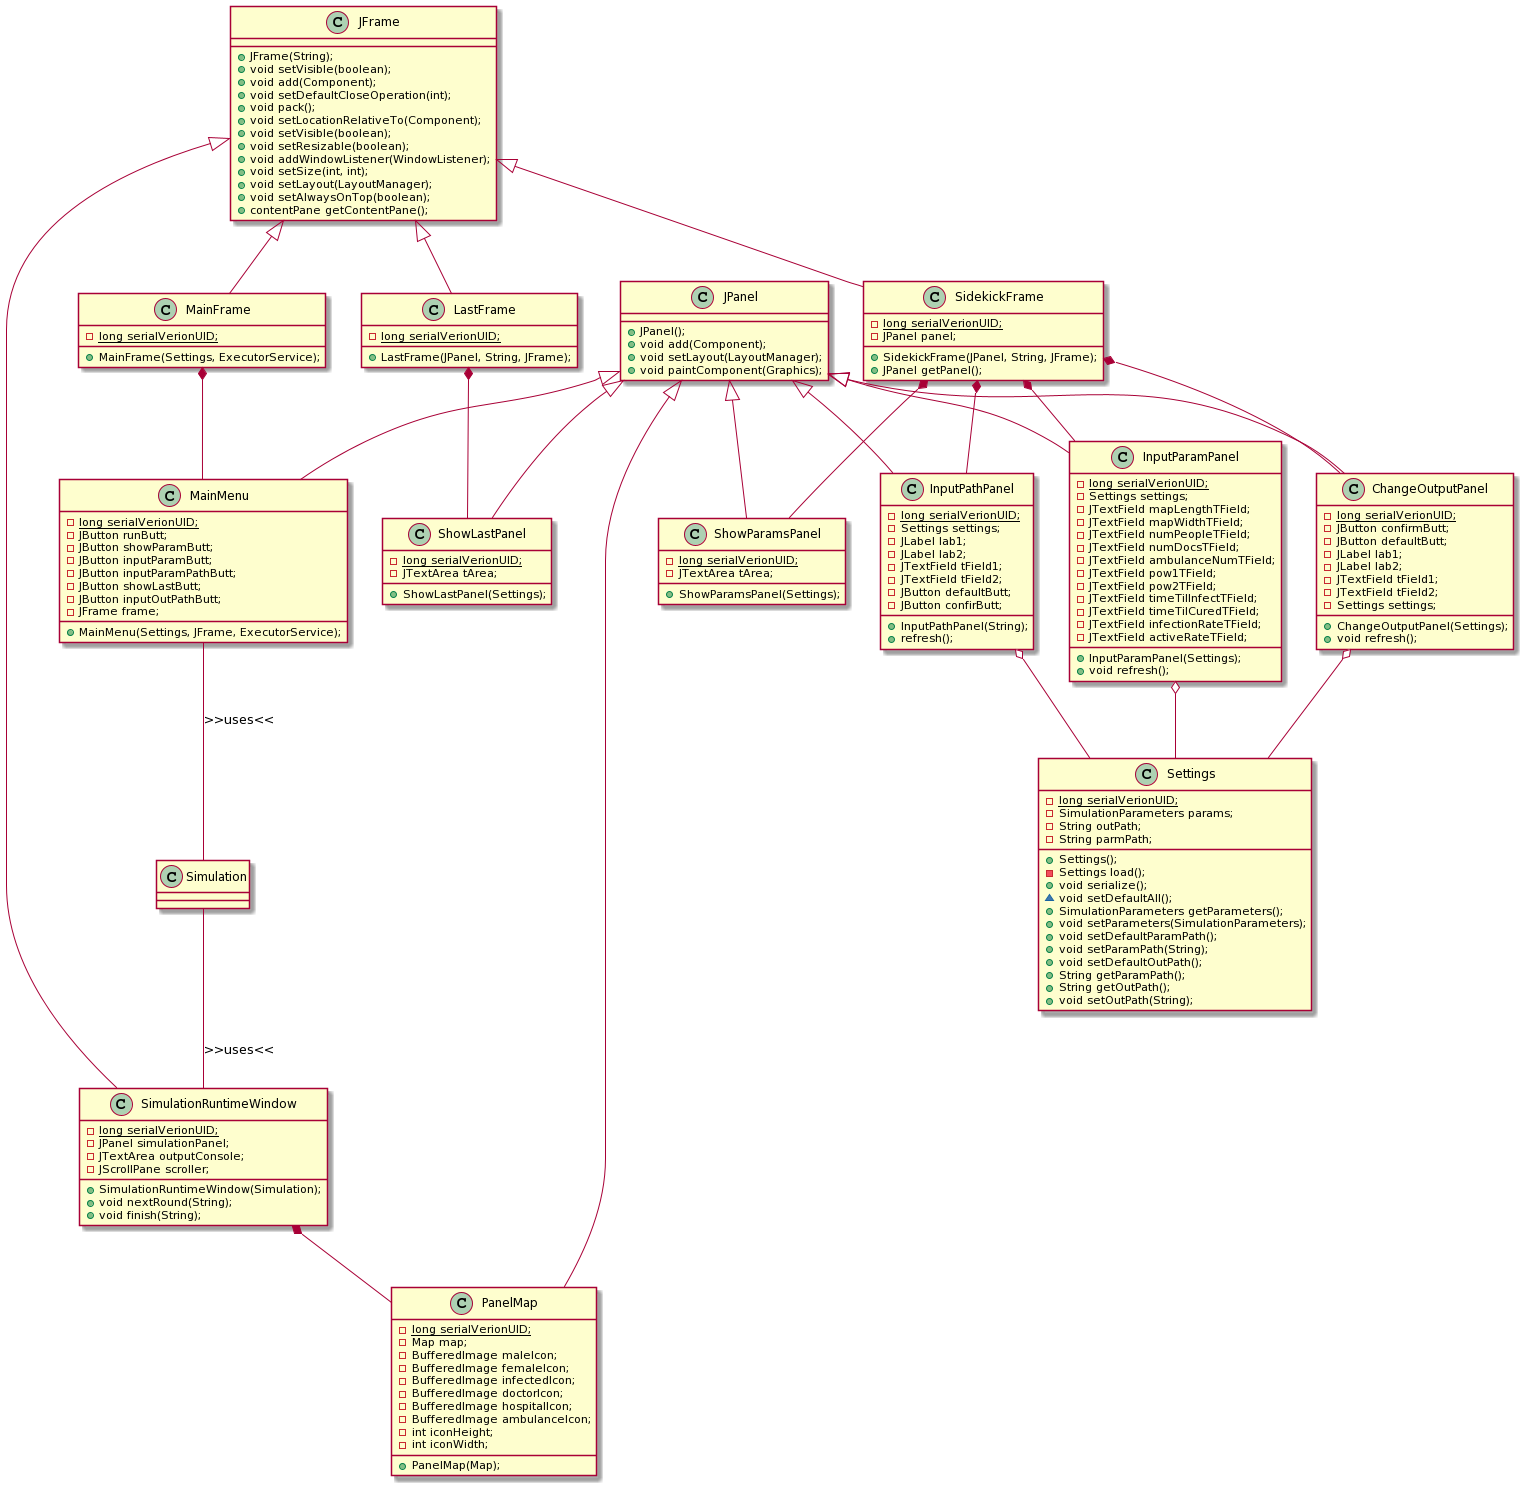 C JFrame
JFrame(String);
void setVisible(boolean);
void add(Component);
void setDefaultCloseOperation(int);
void pack();
void setLocationRelativeTo(Component);
void setVisible(boolean);
void setResizable(boolean);
void addWindowListener(WindowListener);
void setSize(int, int);
void setLayout(LayoutManager);
void setAlwaysOnTop(boolean);
contentPane getContentPane();
C MainFrame
long serialVerionUID;
MainFrame(Settings, ExecutorService);
C LastFrame
long serialVerionUID;
LastFrame(JPanel, String, JFrame);
C JPanel
JPanel();
void add(Component);
void setLayout(LayoutManager);
void paintComponent(Graphics);
C SidekickFrame
long serialVerionUID;
JPanel panel;
SidekickFrame(JPanel, String, JFrame);
JPanel getPanel();
C MainMenu
long serialVerionUID;
JButton runButt;
JButton showParamButt;
JButton inputParamButt;
JButton inputParamPathButt;
JButton showLastButt;
JButton inputOutPathButt;
JFrame frame;
MainMenu(Settings, JFrame, ExecutorService);
C ShowLastPanel
long serialVerionUID;
JTextArea tArea;
ShowLastPanel(Settings);
C ShowParamsPanel
long serialVerionUID;
JTextArea tArea;
ShowParamsPanel(Settings);
C InputPathPanel
long serialVerionUID;
Settings settings;
JLabel lab1;
JLabel lab2;
JTextField tField1;
JTextField tField2;
JButton defaultButt;
JButton confirButt;
InputPathPanel(String);
refresh();
C InputParamPanel
long serialVerionUID;
Settings settings;
JTextField mapLengthTField;
JTextField mapWidthTField;
JTextField numPeopleTField;
JTextField numDocsTField;
JTextField ambulanceNumTField;
JTextField pow1TField;
JTextField pow2TField;
JTextField timeTilInfectTField;
JTextField timeTilCuredTField;
JTextField infectionRateTField;
JTextField activeRateTField;
InputParamPanel(Settings);
void refresh();
C ChangeOutputPanel
long serialVerionUID;
JButton confirmButt;
JButton defaultButt;
JLabel lab1;
JLabel lab2;
JTextField tField1;
JTextField tField2;
Settings settings;
ChangeOutputPanel(Settings);
void refresh();
>>uses<<
C Settings
long serialVerionUID;
SimulationParameters params;
String outPath;
String parmPath;
Settings();
Settings load();
void serialize();
void setDefaultAll();
SimulationParameters getParameters();
void setParameters(SimulationParameters);
void setDefaultParamPath();
void setParamPath(String);
void setDefaultOutPath();
String getParamPath();
String getOutPath();
void setOutPath(String);
C Simulation
>>uses<<
C SimulationRuntimeWindow
long serialVerionUID;
JPanel simulationPanel;
JTextArea outputConsole;
JScrollPane scroller;
SimulationRuntimeWindow(Simulation);
void nextRound(String);
void finish(String);
C PanelMap
long serialVerionUID;
Map map;
BufferedImage maleIcon;
BufferedImage femaleIcon;
BufferedImage infectedIcon;
BufferedImage doctorIcon;
BufferedImage hospitalIcon;
BufferedImage ambulanceIcon;
int iconHeight;
int iconWidth;
PanelMap(Map);